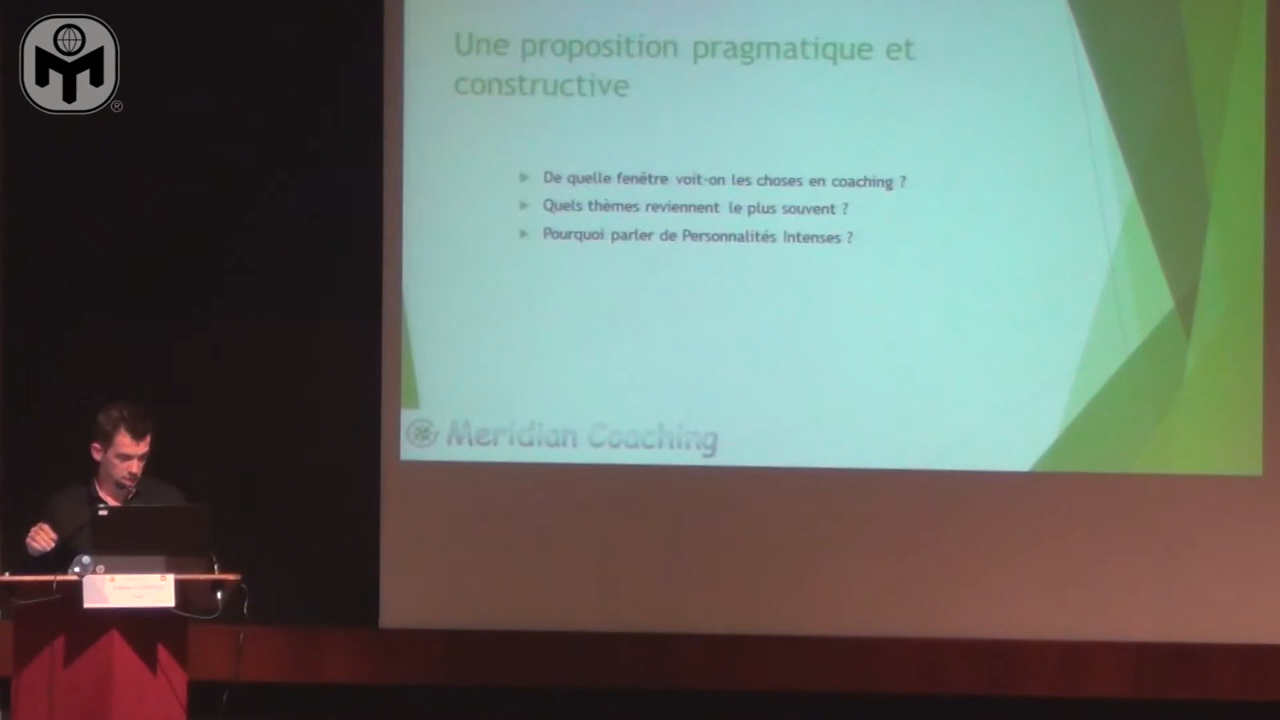 Une proposition pragmatique et
constructive
De quelle fenêtre voit-on les choses en coaching ?
Quels thèmes reviennent le plus souvent ?
Pourquoi parler de Personnalités Intenses ?
Meridian Coaching
®